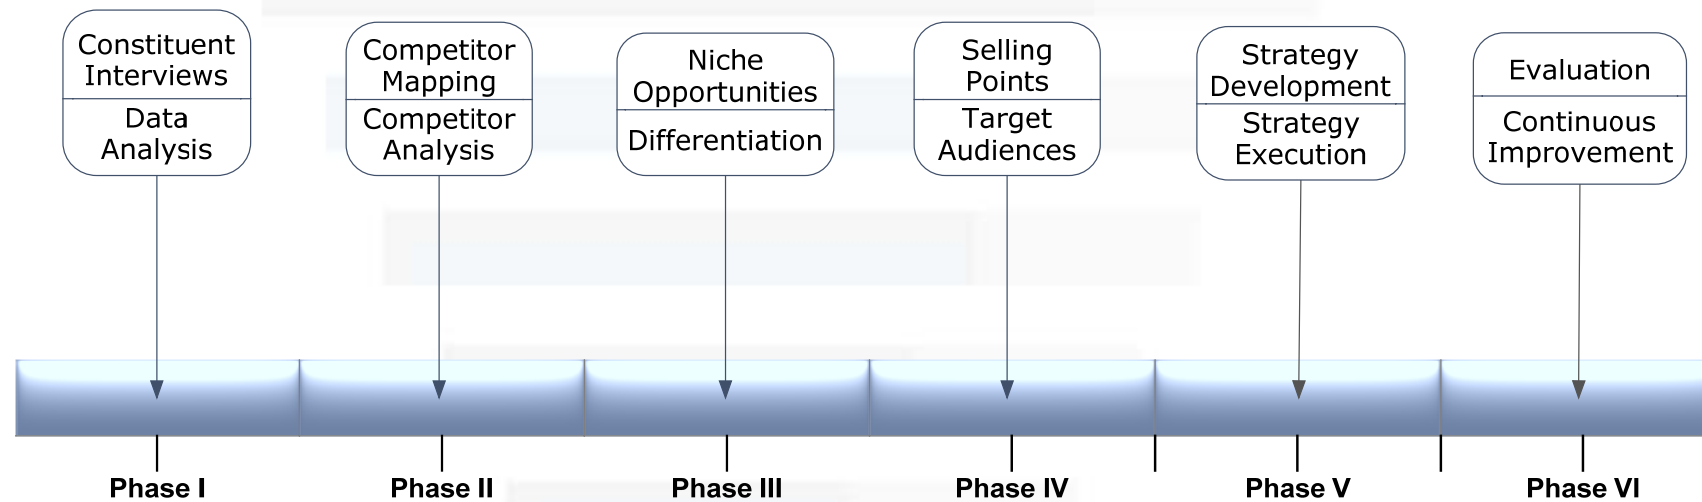 Constituent
Interviews
Data
Analysis
Competitor
Mapping
Competitor
Analysis
Niche
Opportunities
Differentiation
Selling
Points
Target
Audiences
Strategy
Development
Strategy
Execution
Evaluation
Continuous
Improvement
Phase I
Phase II
Phase III
Phase IV
Phase V
Phase VI